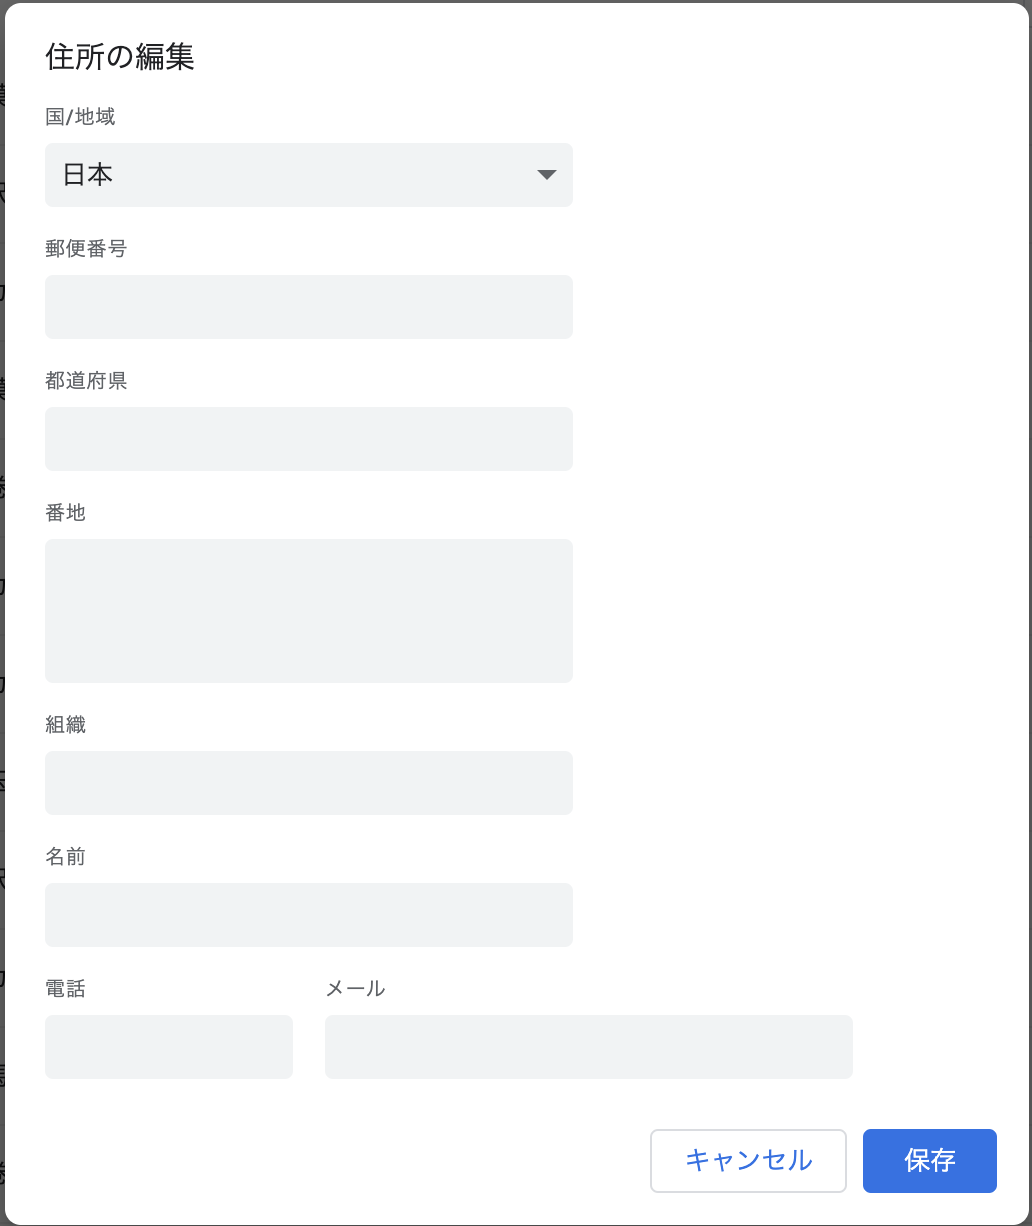 住所の編集
国/地域
日本
郵便番号
都道府県
番地
組織
名前
電話 メール
キャンセル 保存